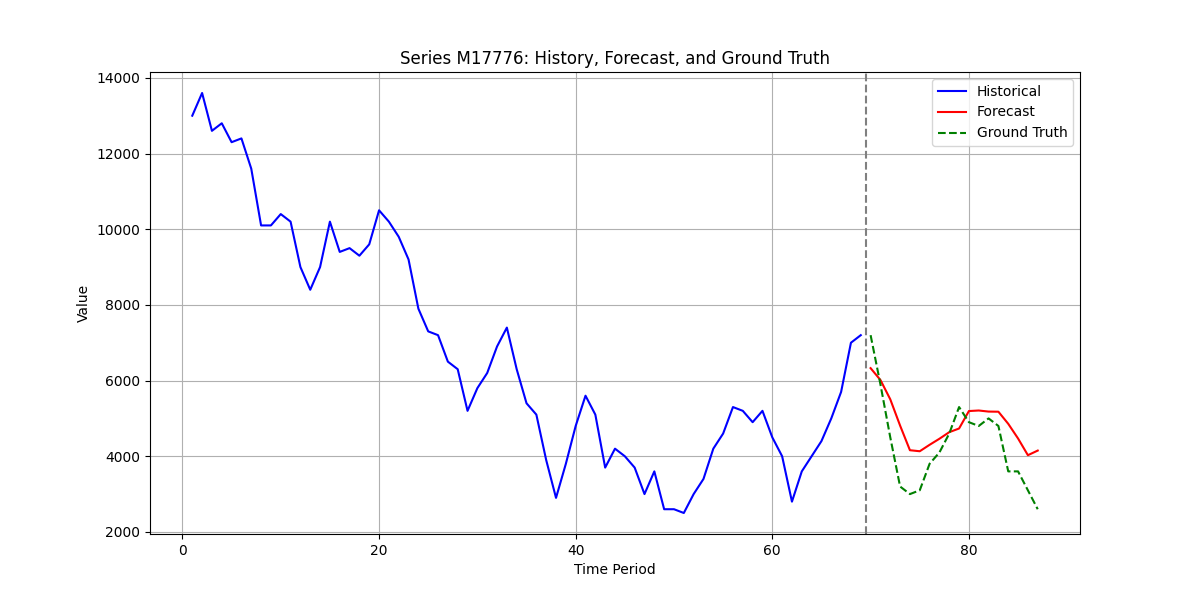 Series M17776: History, Forecast, and Ground Truth
14000
12000
10000
8000
6000
4000
2000
Value
0
20
40
60
80
Time Period
Historical
Forecast
Ground Truth